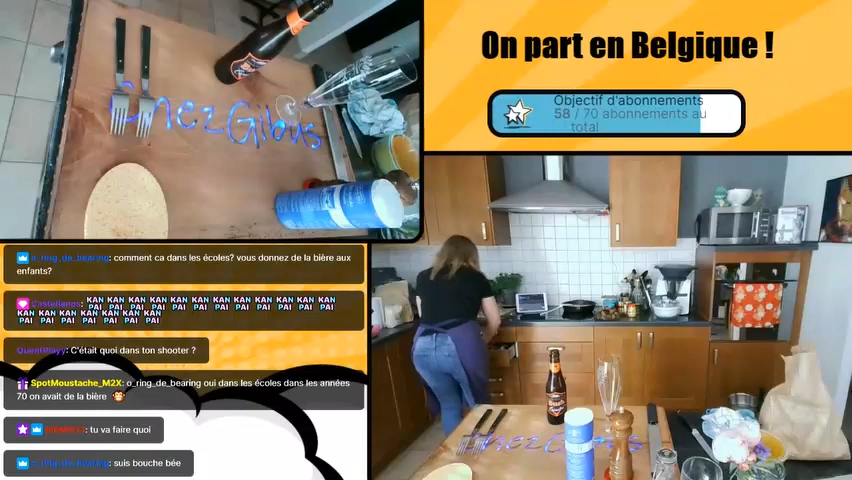 On part en Belgique !
Objectif d'abonnements
58 / 70 abonnements au
total
ChezGibus
o_ring_de_bearing: comment ca dans les écoles? vous donnez de la bière aux
enfants?
Castellanos: KAN PAI KAN PAI KAN PAI KAN PAI KAN PAI KAN PAI KAN PAI KAN PAI KAN PAI KAN PAI KAN PAI KAN PAI
KAN PAI KAN PAI KAN PAI KAN PAI KAN PAI KAN PAI KAN PAI
: C'était quoi dans ton shooter ?
SpotMoustache_M2X: o_ring_de_bearing oui dans les écoles dans les années
70 on avait de la bière
: tu va faire quoi
o_ring_de_bearing: suis bouche bée
ChezGibus